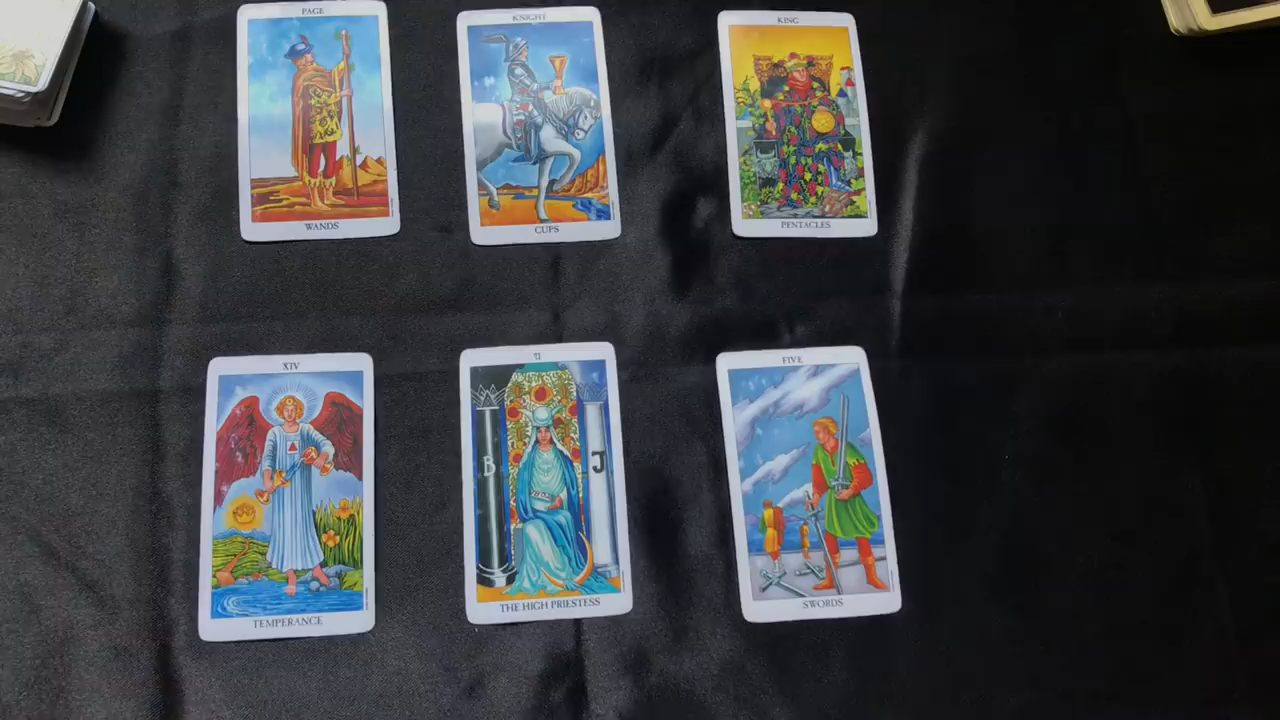 PAGE
WANDS
KNIGHT
CUPS
KING
PENTACLES
XIV
TEMPERANCE
II
B
J
THE HIGH PRIESTESS
FIVE
SWORDS